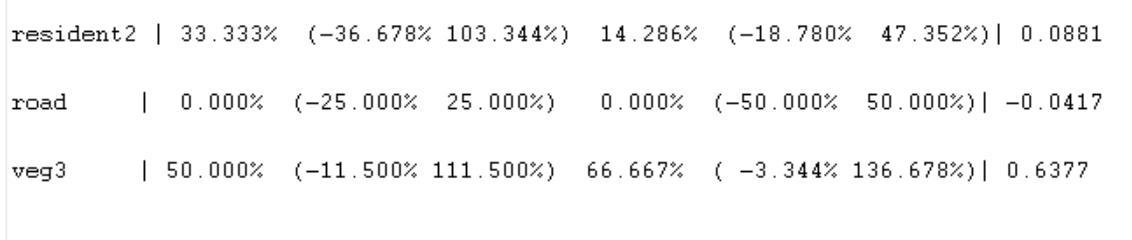 resident2 | 33.333% (-36.678% 103.344%) 14.286% (-18.780% 47.352%)| 0.0881
road | 0.000% (-25.000% 25.000%) 0.000% (-50.000% 50.000%)| -0.0417
veg3 | 50.000% (-11.500% 111.500%) 66.667% ( -3.344% 136.678%)| 0.6377